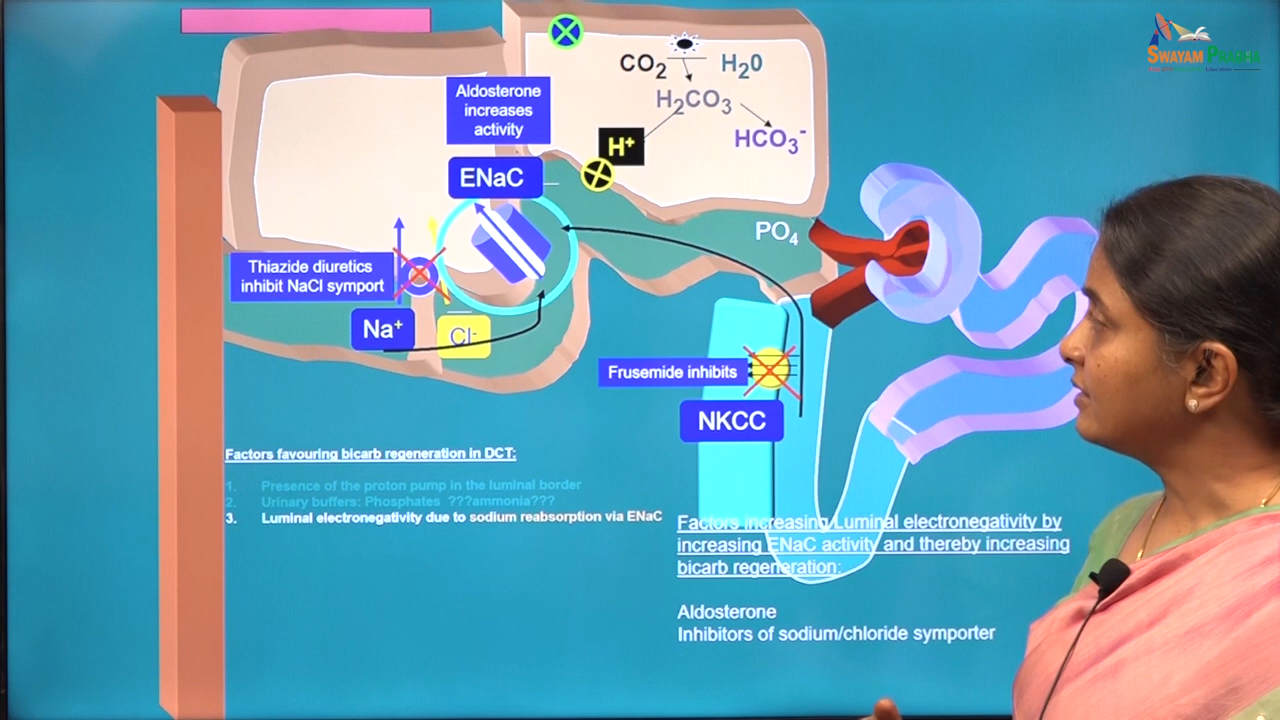 SWAYAM PRABHA
CO2 H20
H2CO3
HCO3-
H+
Aldosterone
increases
activity
ENaC
PO4
Thiazide diuretics
inhibit NaCl symport
Na+
Cl-
Frusemide inhibits
NKCC
Factors favouring bicarb regeneration in DCT:
1. Presence of the proton pump in the luminal border
2. Urinary buffers: Phosphates ???ammonia???
3. Luminal electronegativity due to sodium reabsorption via ENaC
Factors increasing Luminal electronegativity by
increasing ENaC activity and thereby increasing
bicarb regeneration:
Aldosterone
Inhibitors of sodium/chloride symporter